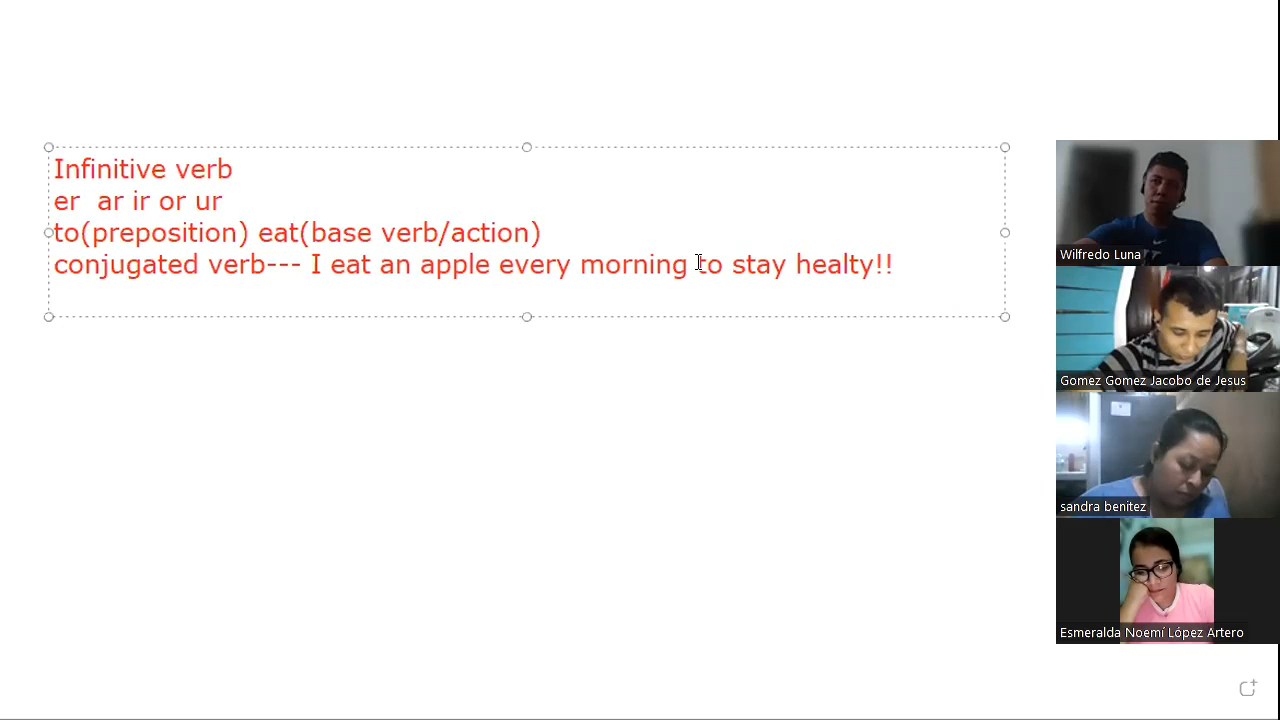 Infinitive verb
er  ar ir or ur
to(preposition) eat(base verb/action)
conjugated verb--- I eat an apple every morning to stay healty!!
Wilfredo Luna
Gomez Gomez Jacobo de Jesus
sandra benitez
Esmeralda Noemí López Artero